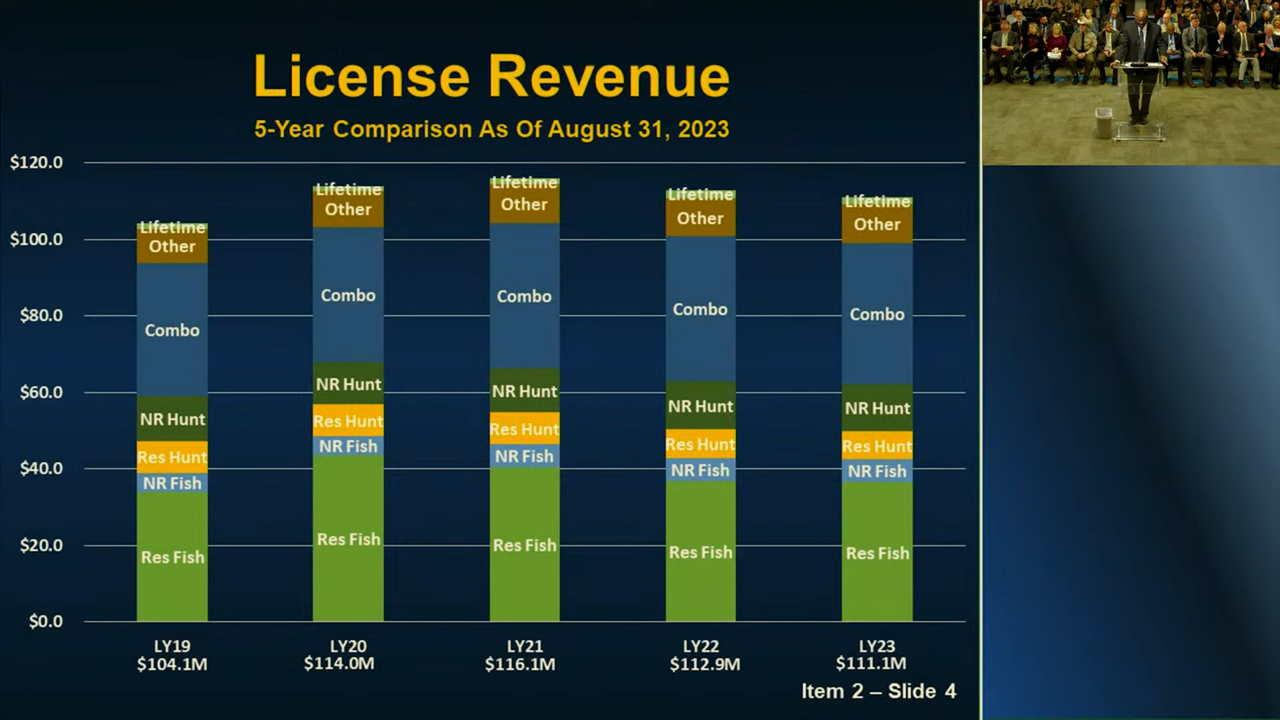 License Revenue
5-Year Comparison As Of August 31, 2023
$120.0
$100.0
$80.0
$60.0
$40.0
$20.0
$0.0
Lifetime
Other
Combo
NR Hunt
Res Hunt
NR Fish
Res Fish
Lifetime
Other
Combo
NR Hunt
Res Hunt
NR Fish
Res Fish
Lifetime
Other
Combo
NR Hunt
Res Hunt
NR Fish
Res Fish
Lifetime
Other
Combo
NR Hunt
Res Hunt
NR Fish
Res Fish
Lifetime
Other
Combo
NR Hunt
Res Hunt
NR Fish
Res Fish
LY19 LY20 LY21 LY22 LY23
$104.1M $114.0M $116.1M $112.9M $111.1M
Item 2 – Slide 4